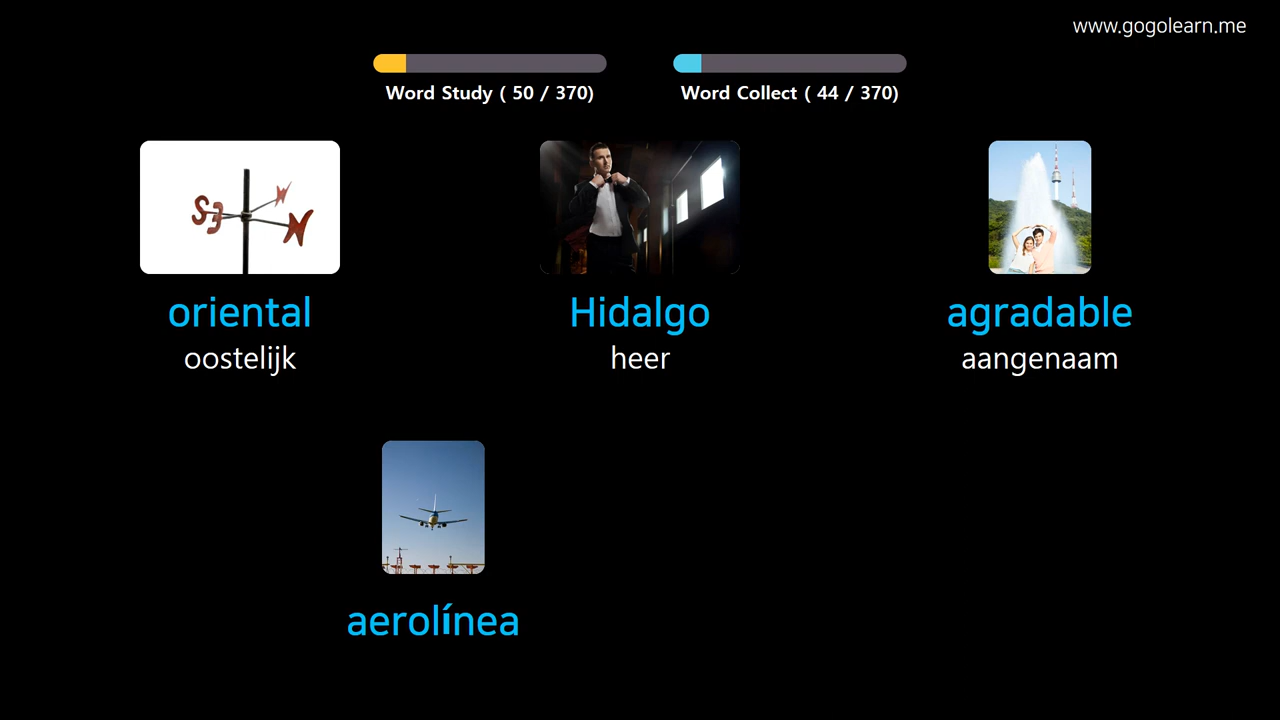 www.gogolearn.me
Word Study ( 50 / 370)
Word Collect ( 44 / 370)
oriental
oostelijk
Hidalgo
heer
agradable
aangenaam
aerolínea